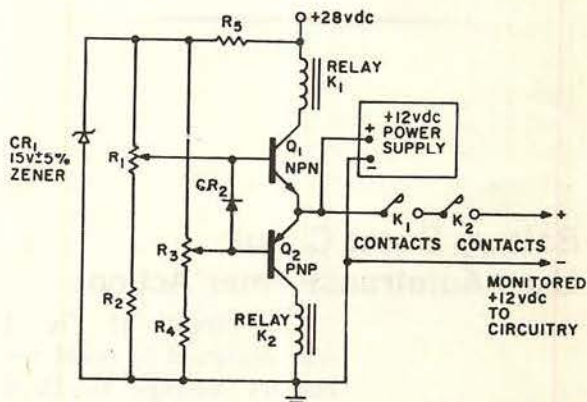 +28vdc
R5
RELAY
K1
CR1
15V±5%
ZENER
R1
CR2
Q1
NPN
+12vdc
POWER
SUPPLY
+
-
K1 K2
CONTACTS CONTACTS
+
-
R3
Q2
PNP
R2
R4
RELAY
K2
MONITORED
+12vdc
TO
CIRCUITRY